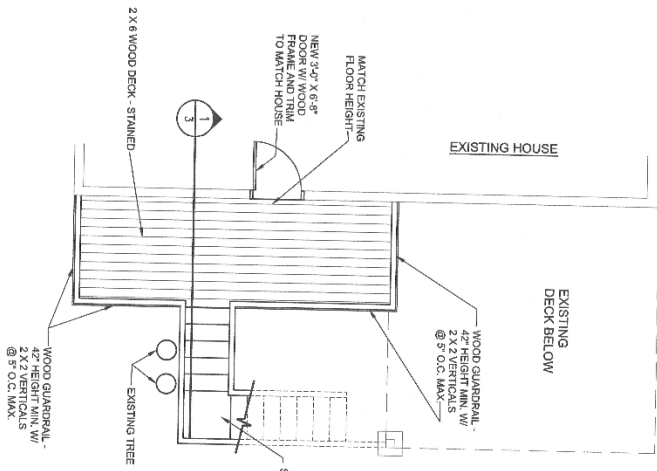 2 X 6 WOOD DECK - STAINED
1
3
NEW 3'-0" X 6'-8"
DOOR W/ WOOD
FRAME AND TRIM
TO MATCH HOUSE
MATCH EXISTING
FLOOR HEIGHT
EXISTING HOUSE
EXISTING
DECK BELOW
WOOD GUARDRAIL -
42" HEIGHT MIN. W/
2 X 2 VERTICALS
@ 5" O.C. MAX.
EXISTING TREE
WOOD GUARDRAIL -
42" HEIGHT MIN. W/
2 X 2 VERTICALS
@ 5" O.C. MAX.
S